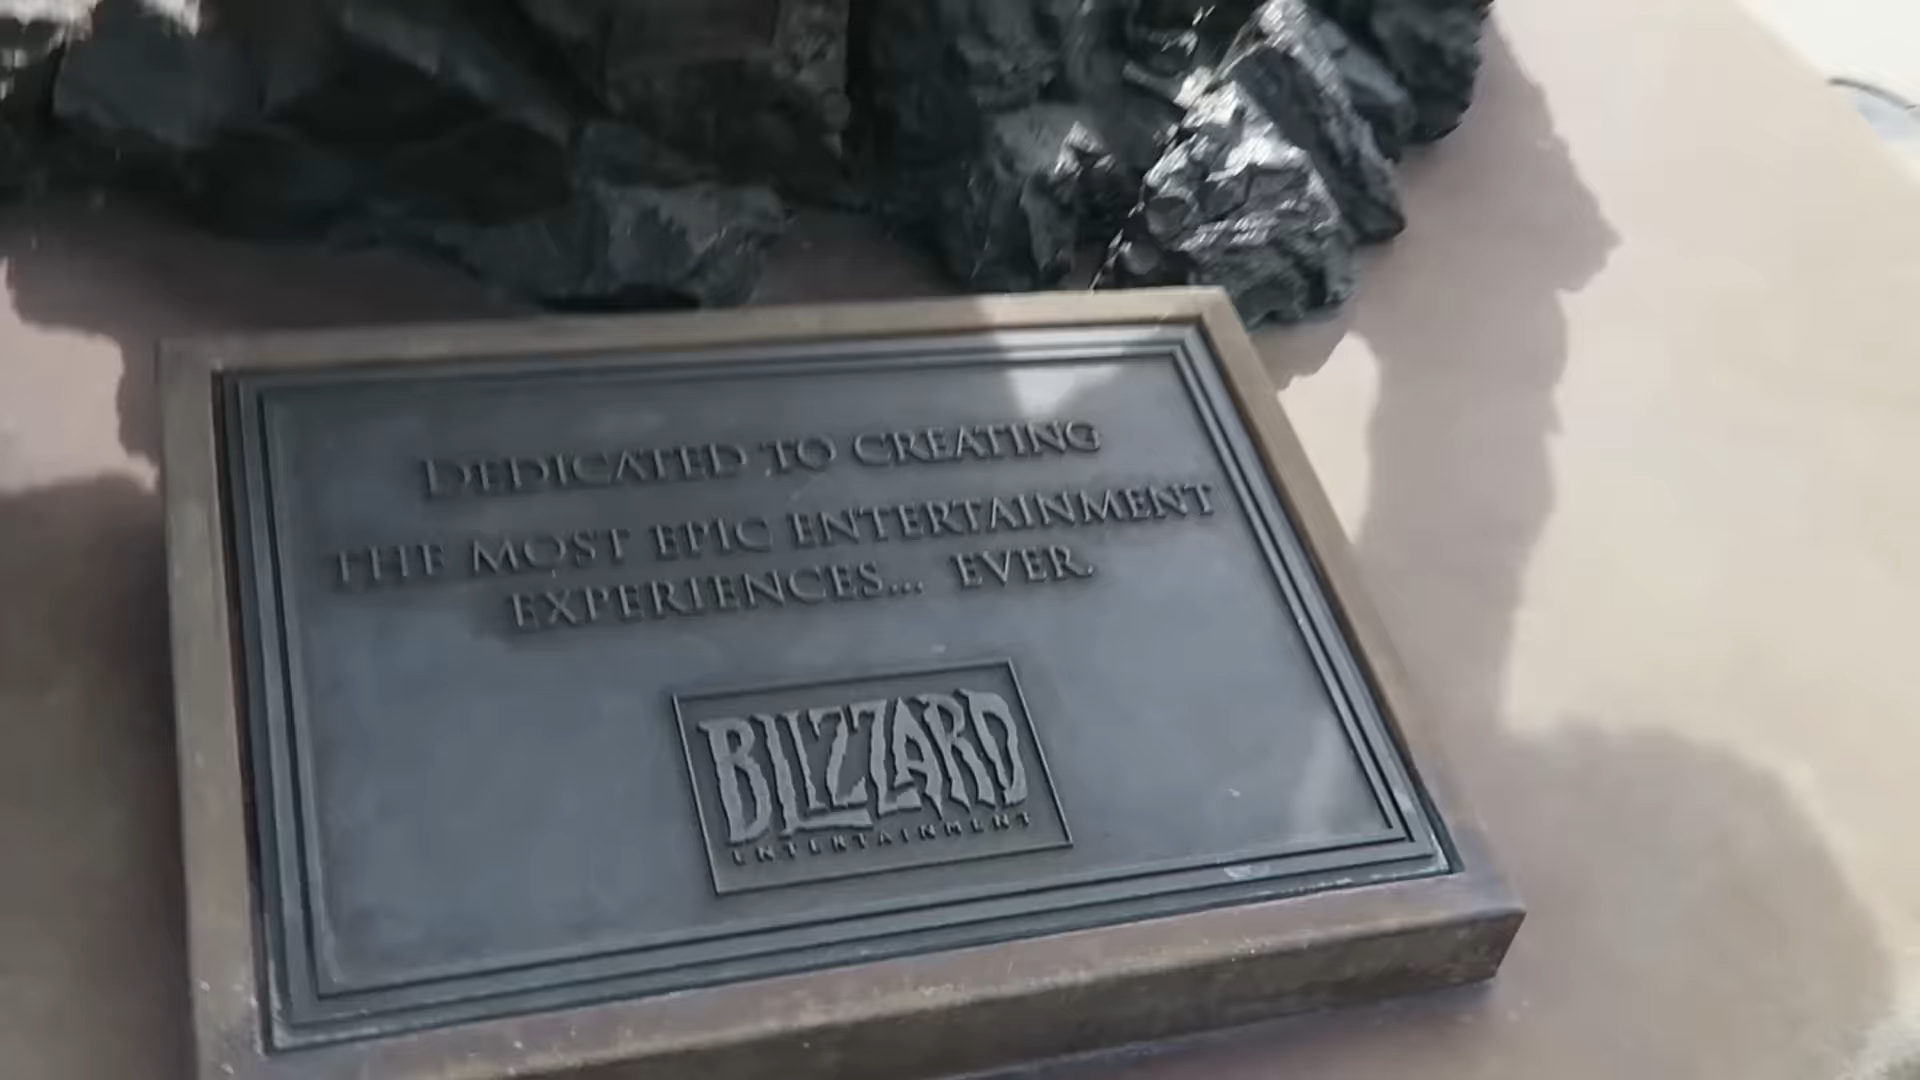 DEDICATED TO CREATING
THE MOST EPIC ENTERTAINMENT
EXPERIENCES... EVER.
BLIZZARD
ENTERTAINMENT